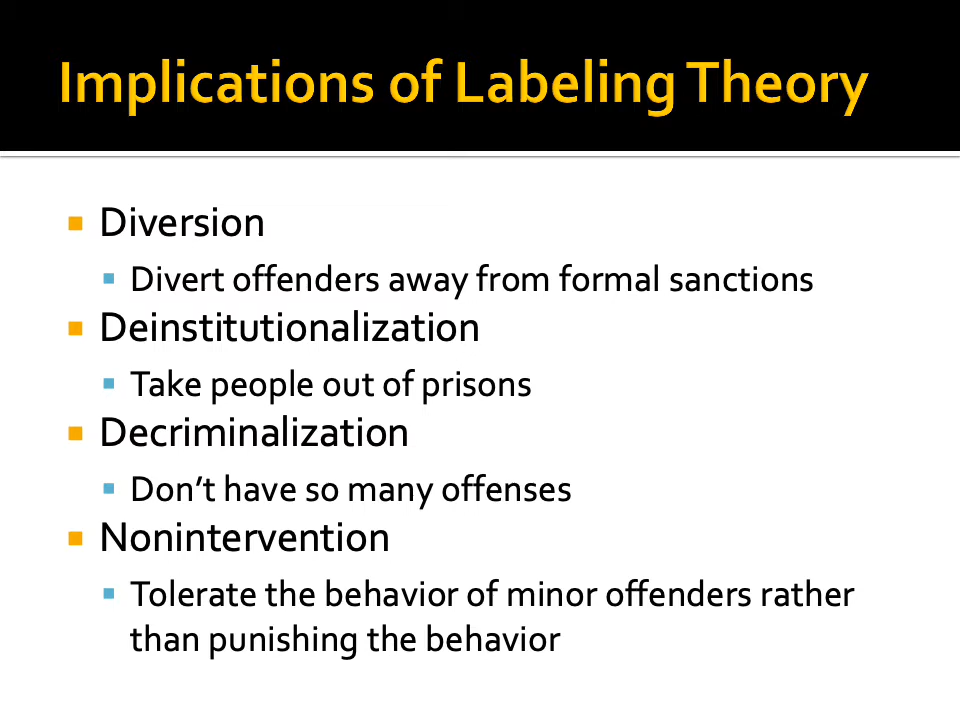 Implications of Labeling Theory
Diversion
Divert offenders away from formal sanctions
Deinstitutionalization
Take people out of prisons
Decriminalization
Don’t have so many offenses
Nonintervention
Tolerate the behavior of minor offenders rather
than punishing the behavior